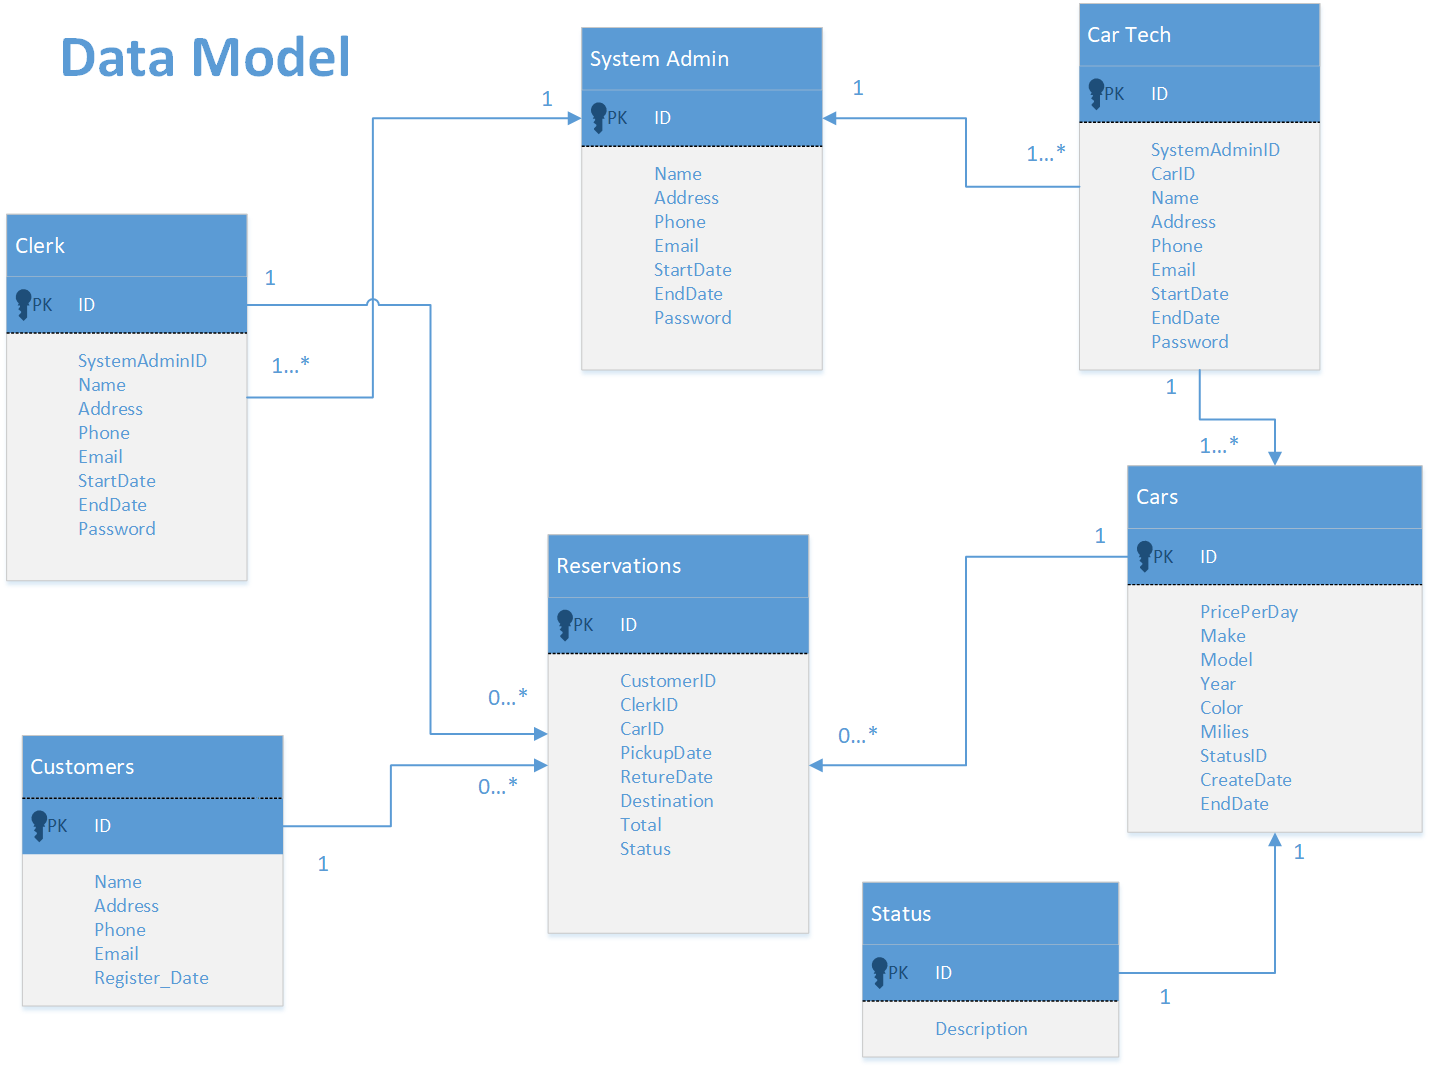 Data Model
System Admin
PK ID
Name
Address
Phone
Email
StartDate
EndDate
Password
Car Tech
PK ID
SystemAdminID
CarID
Name
Address
Phone
Email
StartDate
EndDate
Password
1
1
1...*
Clerk
PK ID
SystemAdminID
Name
Address
Phone
Email
StartDate
EndDate
Password
1
1...*
1
1...*
Cars
PK ID
PricePerDay
Make
Model
Year
Color
Milies
StatusID
CreateDate
EndDate
Reservations
PK ID
CustomerID
ClerkID
CarID
PickupDate
RetureDate
Destination
Total
Status
1
0...*
0...*
0...*
Customers
PK ID
Name
Address
Phone
Email
Register_Date
1
Status
PK ID
Description
1
1